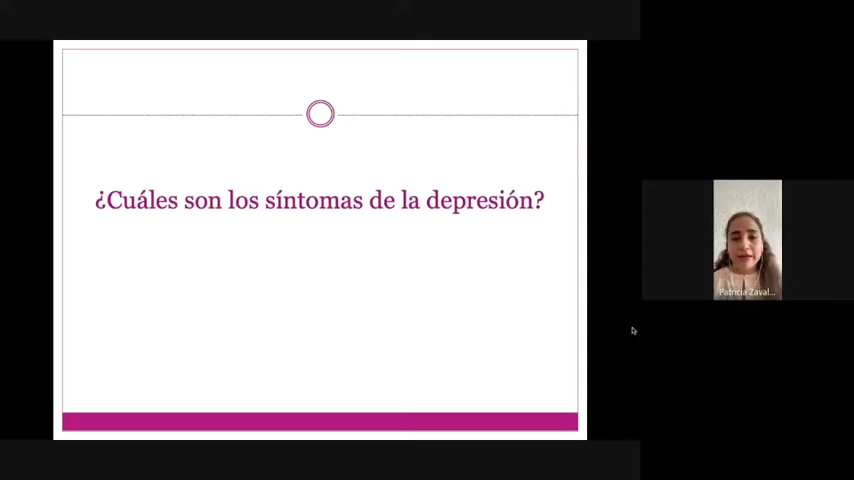 ¿Cuáles son los síntomas de la depresión?
Patricia Zaval...